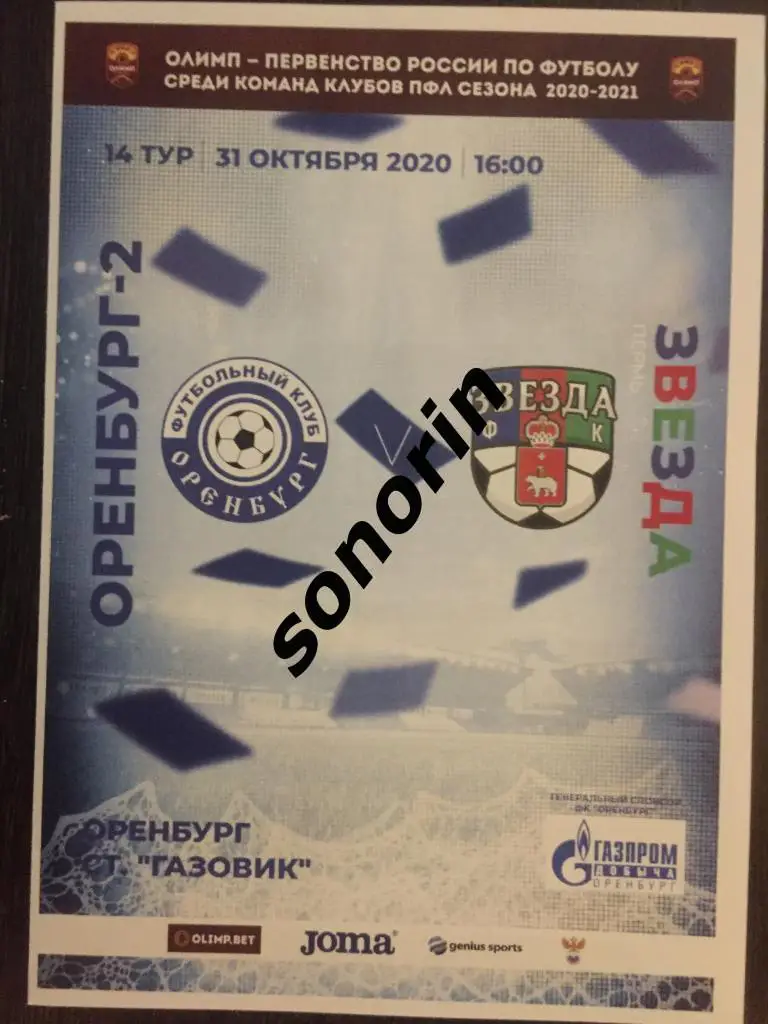 ОЛИМП – ПЕРВЕНСТВО РОССИИ ПО ФУТБОЛУ
СРЕДИ КОМАНД КЛУБОВ ПФЛ СЕЗОНА 2020-2021
ОЛИМП
ОЛИМП
14 ТУР | 31 ОКТЯБРЯ 2020 | 16:00
ОРЕНБУРГ-2
ФУТБОЛЬНЫЙ КЛУБ
ОРЕНБУРГ
V
ЗВЕЗДА
Ф К
ПЕРМЬ
ЗВЕЗДА
sonorin
ОРЕНБУРГ
СТ. "ГАЗОВИК"
ГЕНЕРАЛЬНЫЙ СПОНСОР
ФК "ОРЕНБУРГ"
ГАЗПРОМ
ДОБЫЧА
ОРЕНБУРГ
OLIMP.BET
JOMA
genius sports